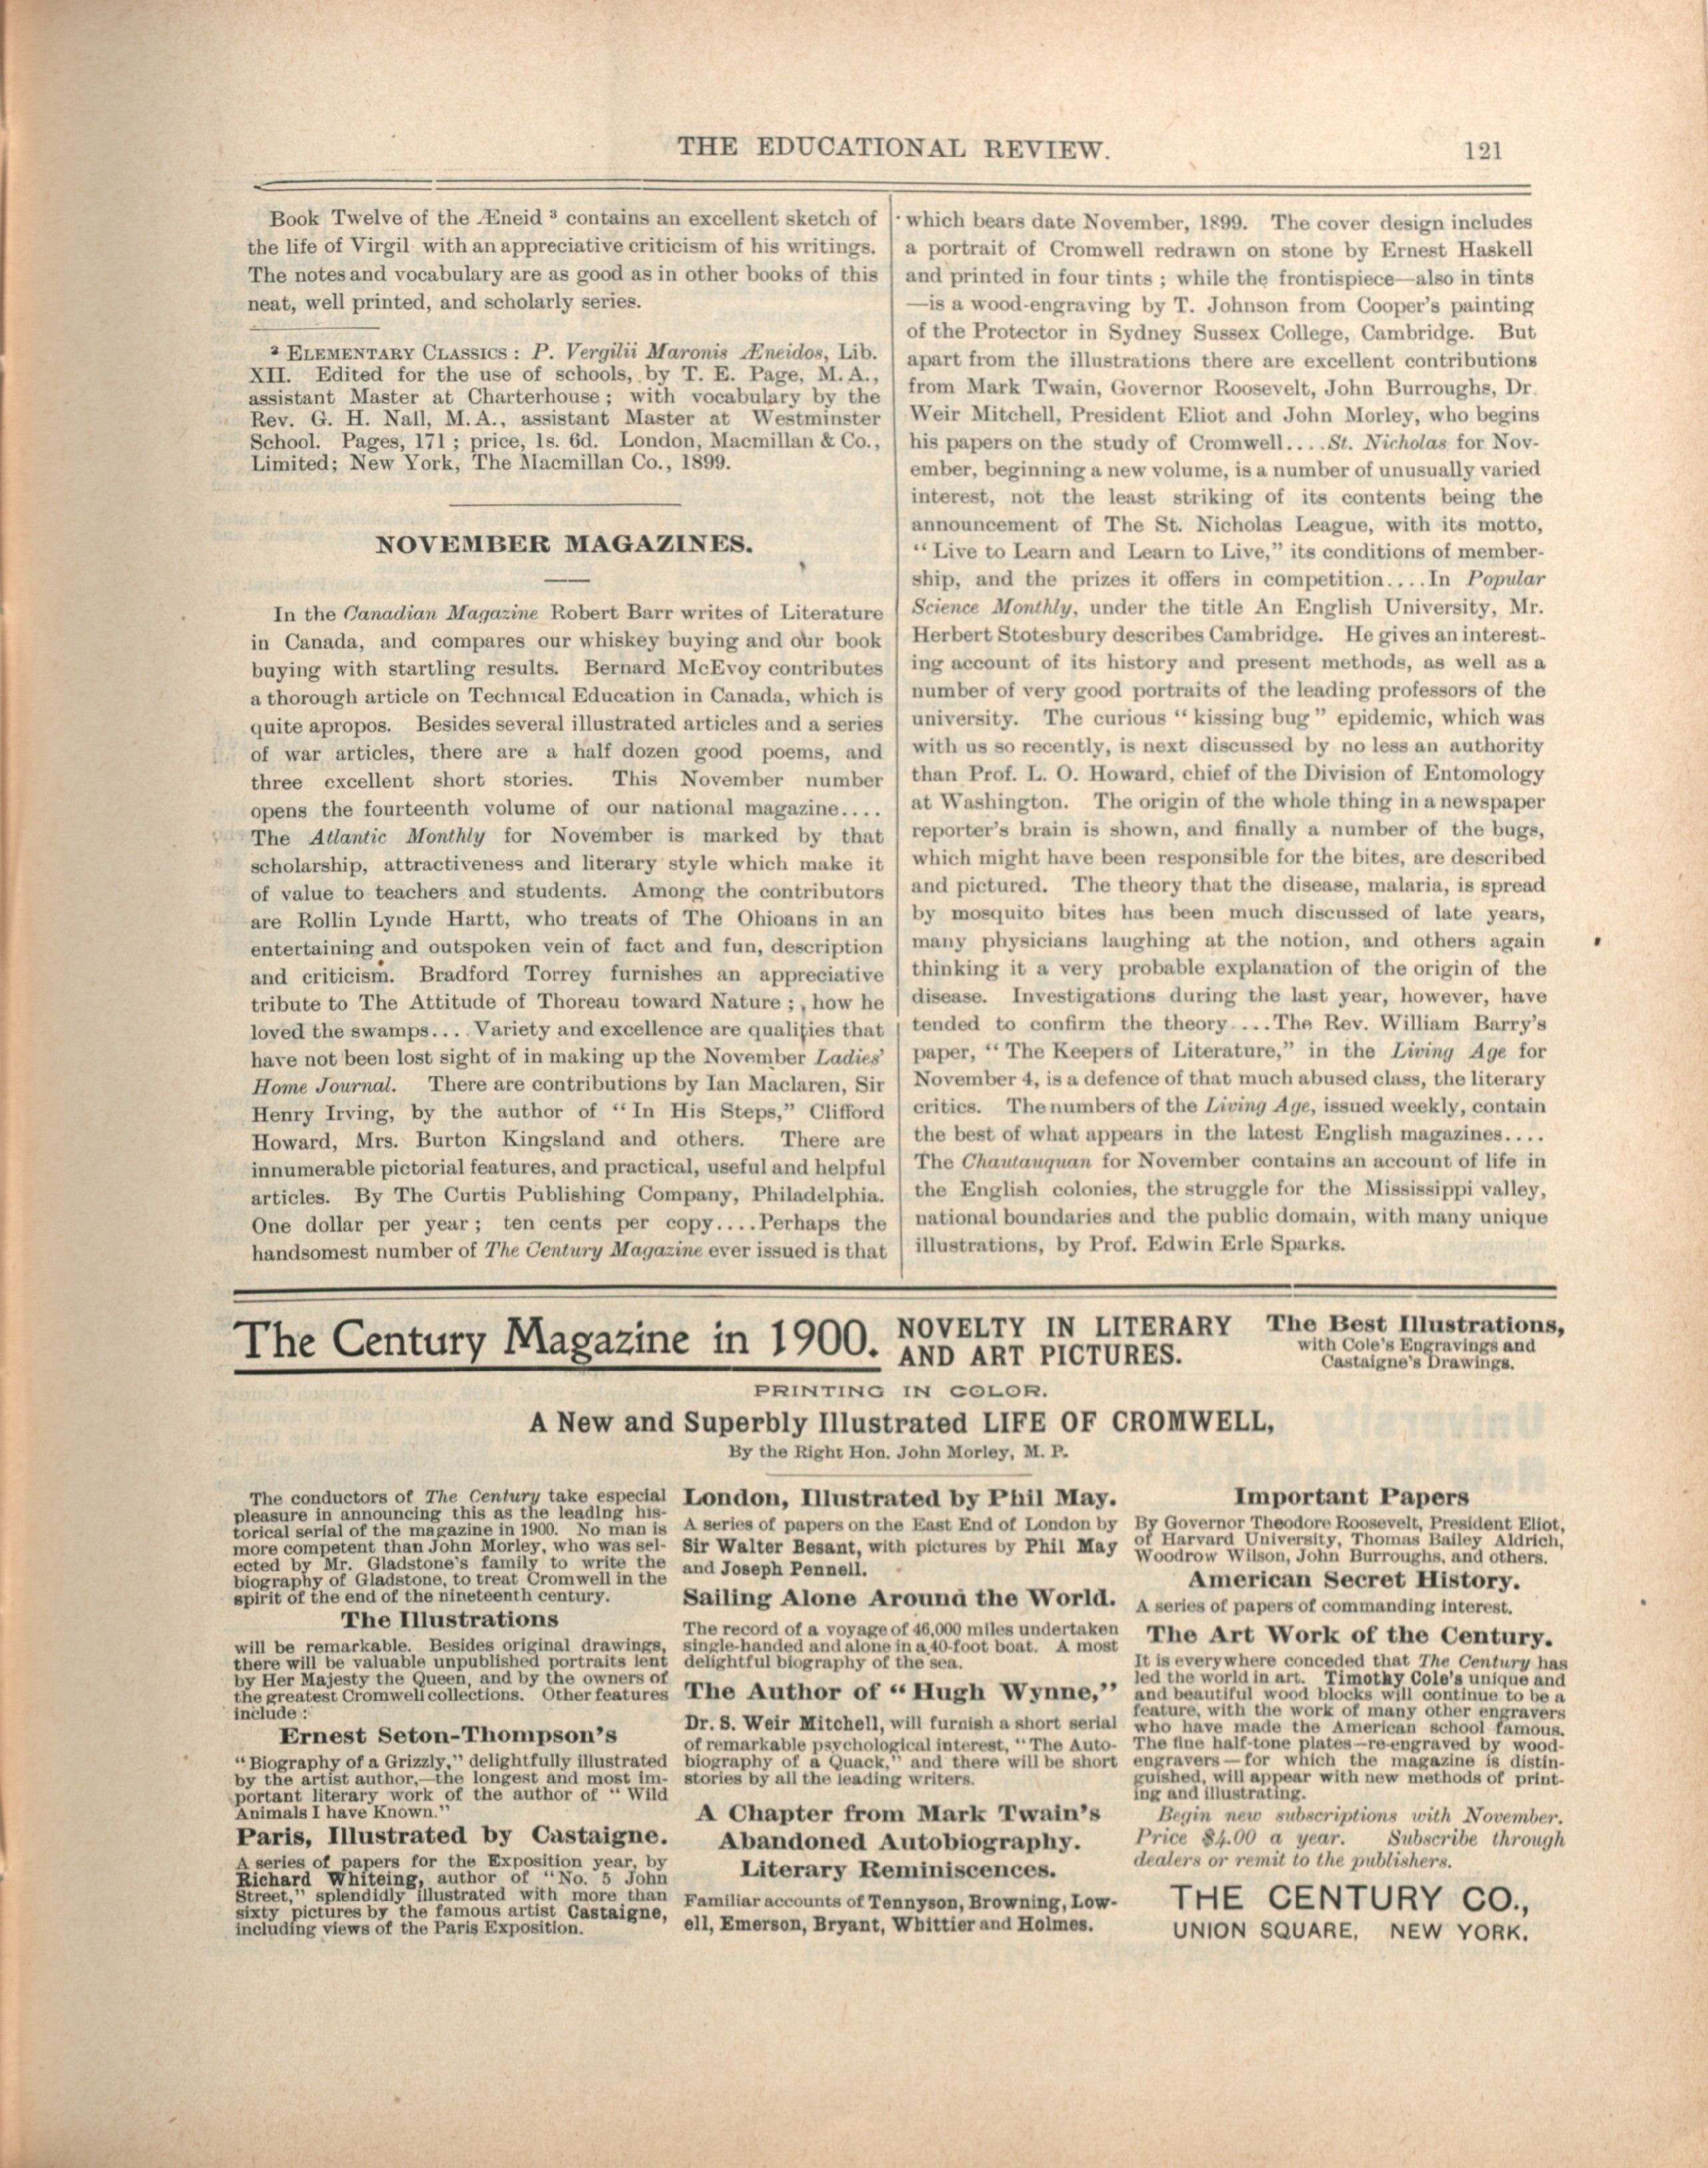 THE EDUCATIONAL REVIEW.
121
Book Twelve of the Æneid ³ contains an excellent sketch of
the life of Virgil with an appreciative criticism of his writings.
The notes and vocabulary are as good as in other books of this
neat, well printed, and scholarly series.
³ ELEMENTARY CLASSICS: P. Vergilii Maronis Æneidos, Lib.
XII. Edited for the use of schools, by T. E. Page, M. A.,
assistant Master at Charterhouse; with vocabulary by the
Rev. G. H. Nall, M. A., assistant Master at Westminster
School. Pages, 171; price, 1s. 6d. London, Macmillan & Co.,
Limited; New York, The Macmillan Co., 1899.
NOVEMBER MAGAZINES.
In the Canadian Magazine Robert Barr writes of Literature
in Canada, and compares our whiskey buying and our book
buying with startling results. Bernard McEvoy contributes
a thorough article on Technical Education in Canada, which is
quite apropos. Besides several illustrated articles and a series
of war articles, there are a half dozen good poems, and
three excellent short stories. This November number
opens the fourteenth volume of our national magazine....
The Atlantic Monthly for November is marked by that
scholarship, attractiveness and literary style which make it
of value to teachers and students. Among the contributors
are Rollin Lynde Hartt, who treats of The Ohioans in an
entertaining and outspoken vein of fact and fun, description
and criticism. Bradford Torrey furnishes an appreciative
tribute to The Attitude of Thoreau toward Nature; , how he
loved the swamps.... Variety and excellence are qualities that
have not been lost sight of in making up the November Ladies'
Home Journal. There are contributions by Ian Maclaren, Sir
Henry Irving, by the author of "In His Steps," Clifford
Howard, Mrs. Burton Kingsland and others. There are
innumerable pictorial features, and practical, useful and helpful
articles. By The Curtis Publishing Company, Philadelphia.
One dollar per year; ten cents per copy....Perhaps the
handsomest number of The Century Magazine ever issued is that
which bears date November, 1899. The cover design includes
a portrait of Cromwell redrawn on stone by Ernest Haskell
and printed in four tints; while the frontispiece—also in tints
—is a wood-engraving by T. Johnson from Cooper's painting
of the Protector in Sydney Sussex College, Cambridge. But
apart from the illustrations there are excellent contributions
from Mark Twain, Governor Roosevelt, John Burroughs, Dr.
Weir Mitchell, President Eliot and John Morley, who begins
his papers on the study of Cromwell....St. Nicholas for Nov-
ember, beginning a new volume, is a number of unusually varied
interest, not the least striking of its contents being the
announcement of The St. Nicholas League, with its motto,
"Live to Learn and Learn to Live," its conditions of member-
ship, and the prizes it offers in competition....In Popular
Science Monthly, under the title An English University, Mr.
Herbert Stotesbury describes Cambridge. He gives an interest-
ing account of its history and present methods, as well as a
number of very good portraits of the leading professors of the
university. The curious "kissing bug" epidemic, which was
with us so recently, is next discussed by no less an authority
than Prof. L. O. Howard, chief of the Division of Entomology
at Washington. The origin of the whole thing in a newspaper
reporter's brain is shown, and finally a number of the bugs,
which might have been responsible for the bites, are described
and pictured. The theory that the disease, malaria, is spread
by mosquito bites has been much discussed of late years,
many physicians laughing at the notion, and others again
thinking it a very probable explanation of the origin of the
disease. Investigations during the last year, however, have
tended to confirm the theory....The Rev. William Barry's
paper, "The Keepers of Literature," in the Living Age for
November 4, is a defence of that much abused class, the literary
critics. The numbers of the Living Age, issued weekly, contain
the best of what appears in the latest English magazines....
The Chautauquan for November contains an account of life in
the English colonies, the struggle for the Mississippi valley,
national boundaries and the public domain, with many unique
illustrations, by Prof. Edwin Erle Sparks.
The Century Magazine in 1900.
NOVELTY IN LITERARY
AND ART PICTURES.
The Best Illustrations,
with Cole's Engravings and
Castaigne's Drawings.
PRINTING IN COLOR.
A New and Superbly Illustrated LIFE OF CROMWELL,
By the Right Hon. John Morley, M. P.
The conductors of The Century take especial
pleasure in announcing this as the leading his-
torical serial of the magazine in 1900. No man is
more competent than John Morley, who was sel-
ected by Mr. Gladstone's family to write the
biography of Gladstone, to treat Cromwell in the
spirit of the end of the nineteenth century.
The Illustrations
will be remarkable. Besides original drawings,
there will be valuable unpublished portraits lent
by Her Majesty the Queen, and by the owners of
the greatest Cromwell collections. Other features
include:
Ernest Seton-Thompson's
"Biography of a Grizzly," delightfully illustrated
by the artist author,—the longest and most im-
portant literary work of the author of "Wild
Animals I have Known."
Paris, Illustrated by Castaigne.
A series of papers for the Exposition year, by
Richard Whiteing, author of "No. 5 John
Street," splendidly illustrated with more than
sixty pictures by the famous artist Castaigne,
including views of the Paris Exposition.
London, Illustrated by Phil May.
A series of papers on the East End of London by
Sir Walter Besant, with pictures by Phil May
and Joseph Pennell.
Sailing Alone Around the World.
The record of a voyage of 46,000 miles undertaken
single-handed and alone in a 40-foot boat. A most
delightful biography of the sea.
The Author of "Hugh Wynne,"
Dr. S. Weir Mitchell, will furnish a short serial
of remarkable psychological interest, "The Auto-
biography of a Quack," and there will be short
stories by all the leading writers.
A Chapter from Mark Twain's
Abandoned Autobiography.
Literary Reminiscences.
Familiar accounts of Tennyson, Browning, Low-
ell, Emerson, Bryant, Whittier and Holmes.
Important Papers
By Governor Theodore Roosevelt, President Eliot,
of Harvard University, Thomas Bailey Aldrich,
Woodrow Wilson, John Burroughs, and others.
American Secret History.
A series of papers of commanding interest.
The Art Work of the Century.
It is everywhere conceded that The Century has
led the world in art. Timothy Cole's unique and
and beautiful wood blocks will continue to be a
feature, with the work of many other engravers
who have made the American school famous.
The fine half-tone plates—re-engraved by wood-
engravers—for which the magazine is distin-
guished, will appear with new methods of print-
ing and illustrating.
Begin new subscriptions with November.
Price $4.00 a year. Subscribe through
dealers or remit to the publishers.
THE CENTURY CO.,
UNION SQUARE, NEW YORK.